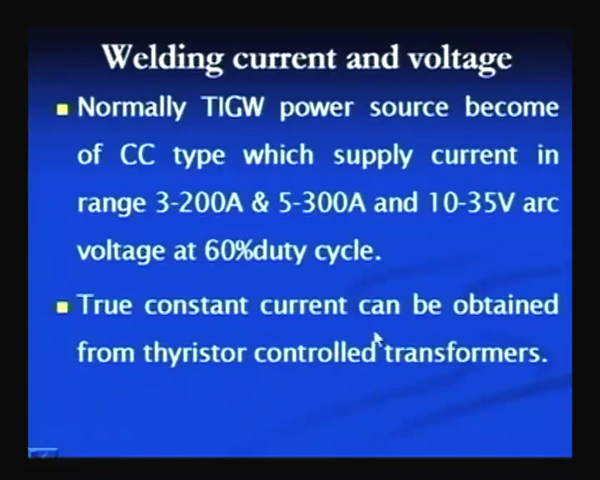 Welding current and voltage
Normally TIGW power source become
of CC type which supply current in
range 3-200A & 5-300A and 10-35V arc
voltage at 60%duty cycle.
True constant current can be obtained
from thyristor controlled transformers.